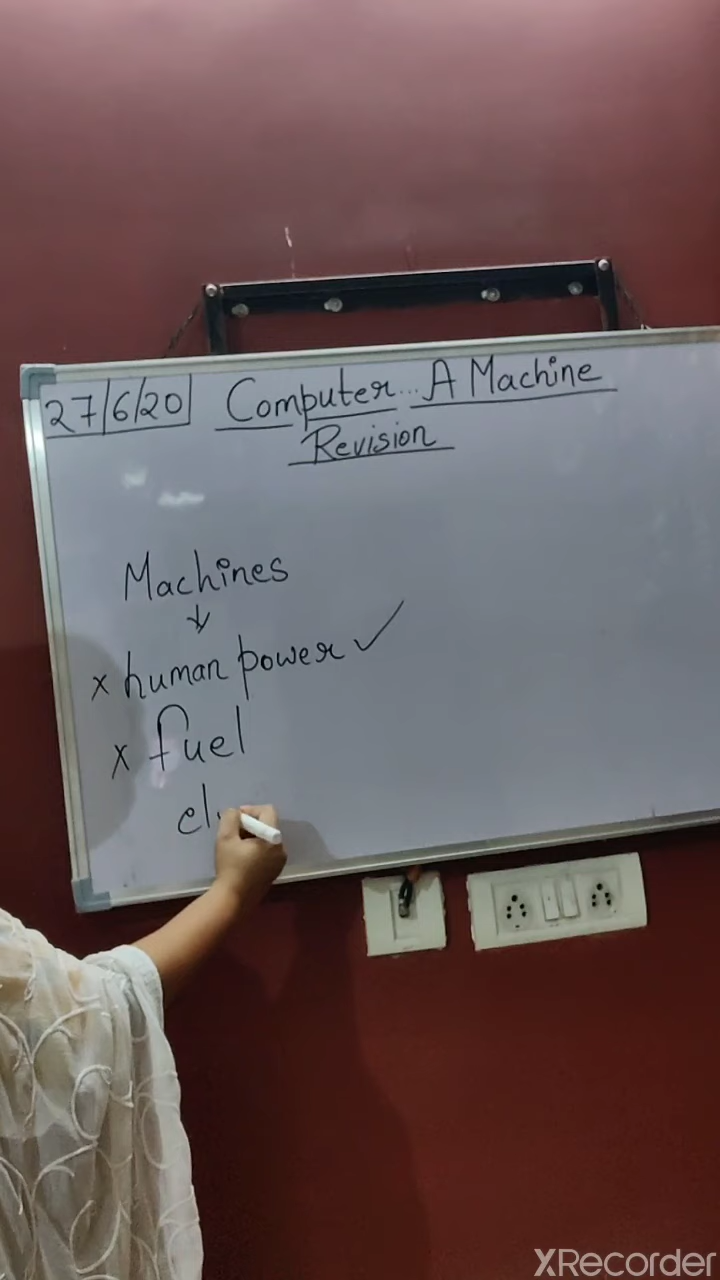 27/6/20 Computer... A Machine
Revision
Machines
↓
x human power ✓
x fuel
el
XRecorder